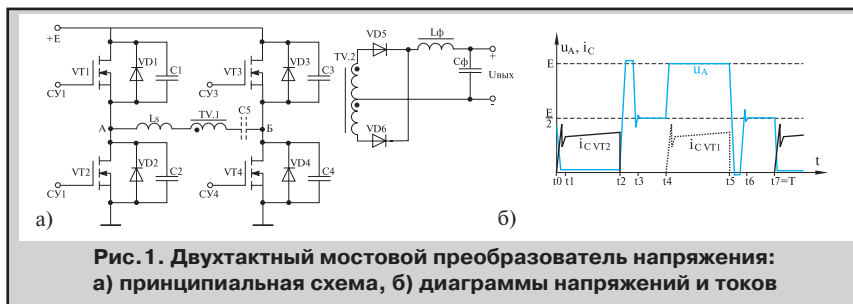 +E
VT1
VD1
C1
СУ1
VT3
VD3
C3
СУ3
А
Ls
TV.1
C5
Б
VT2
VD2
C2
СУ1
VT4
VD4
C4
СУ4
а)
TV.2
VD5
VD6
Lф
Cф
+
Uвых
-
б)
uA, iC
E
uA
E
2
iC VT2
iC VT1
t
t0 t1 t2 t3 t4 t5 t6 t7=T
Рис.1. Двухтактный мостовой преобразователь напряжения:
а) принципиальная схема, б) диаграммы напряжений и токов